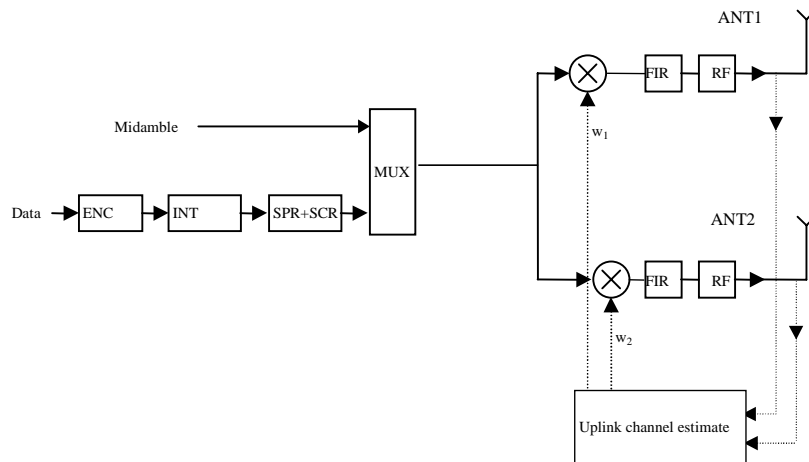 ANT1
FIR
RF
w1
Midamble
MUX
Data
ENC
INT
SPR+SCR
ANT2
FIR
RF
w2
Uplink channel estimate